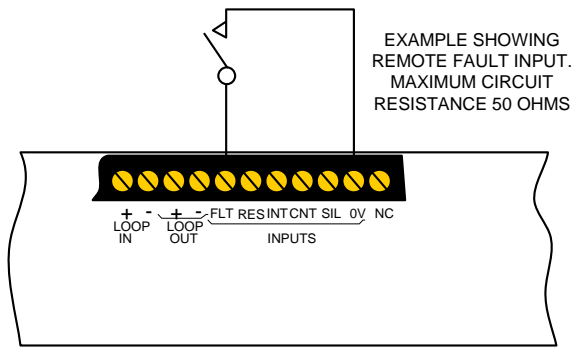 EXAMPLE SHOWING
REMOTE FAULT INPUT.
MAXIMUM CIRCUIT
RESISTANCE 50 OHMS
+ - + - FLT RES INT CNT SIL 0V NC
LOOP IN
LOOP OUT
INPUTS